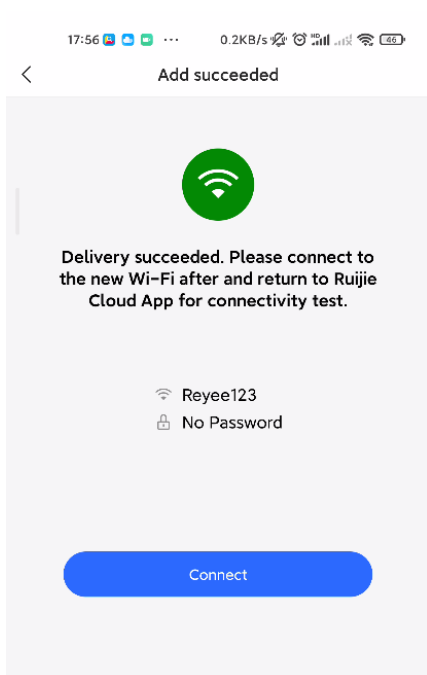 17:56 ... 0.2KB/s HD 46
Add succeeded
Delivery succeeded. Please connect to
the new Wi-Fi after and return to Ruijie
Cloud App for connectivity test.
Reyee123
No Password
Connect